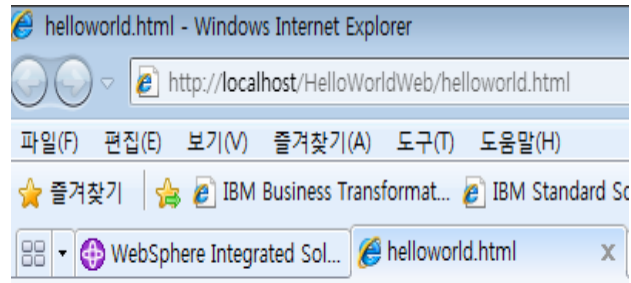 helloworld.html - Windows Internet Explorer
http://localhost/HelloWorldWeb/helloworld.html
파일(F) 편집(E) 보기(V) 즐겨찾기(A) 도구(T) 도움말(H)
즐겨찾기 IBM Business Transformat... IBM Standard So
WebSphere Integrated Sol... helloworld.html x